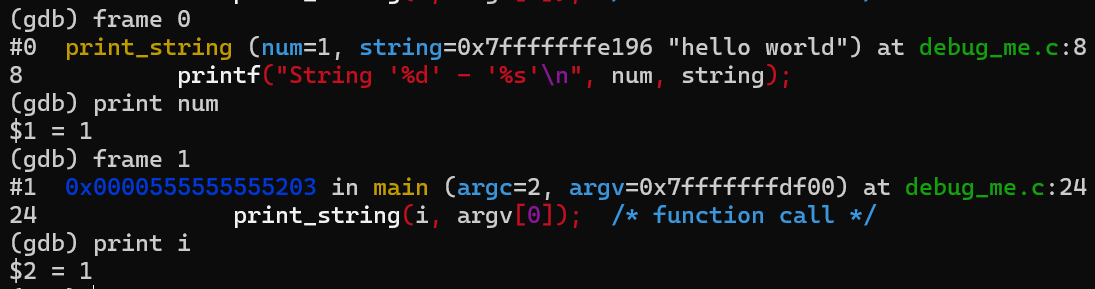 (gdb) frame 0
#0  print_string (num=1, string=0x7fffffffe196 "hello world") at debug_me.c:8
8           printf("String '%d' - '%s'\n", num, string);
(gdb) print num
$1 = 1
(gdb) frame 1
#1  0x0000555555555203 in main (argc=2, argv=0x7fffffffdf00) at debug_me.c:24
24              print_string(i, argv[0]);  /* function call */
(gdb) print i
$2 = 1